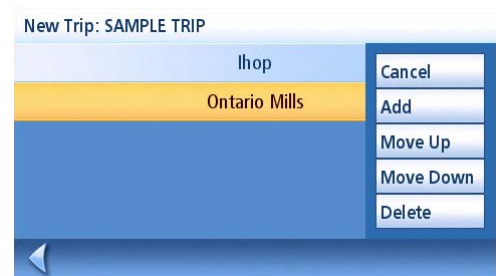 New Trip: SAMPLE TRIP
Ihop
Ontario Mills
Cancel
Add
Move Up
Move Down
Delete